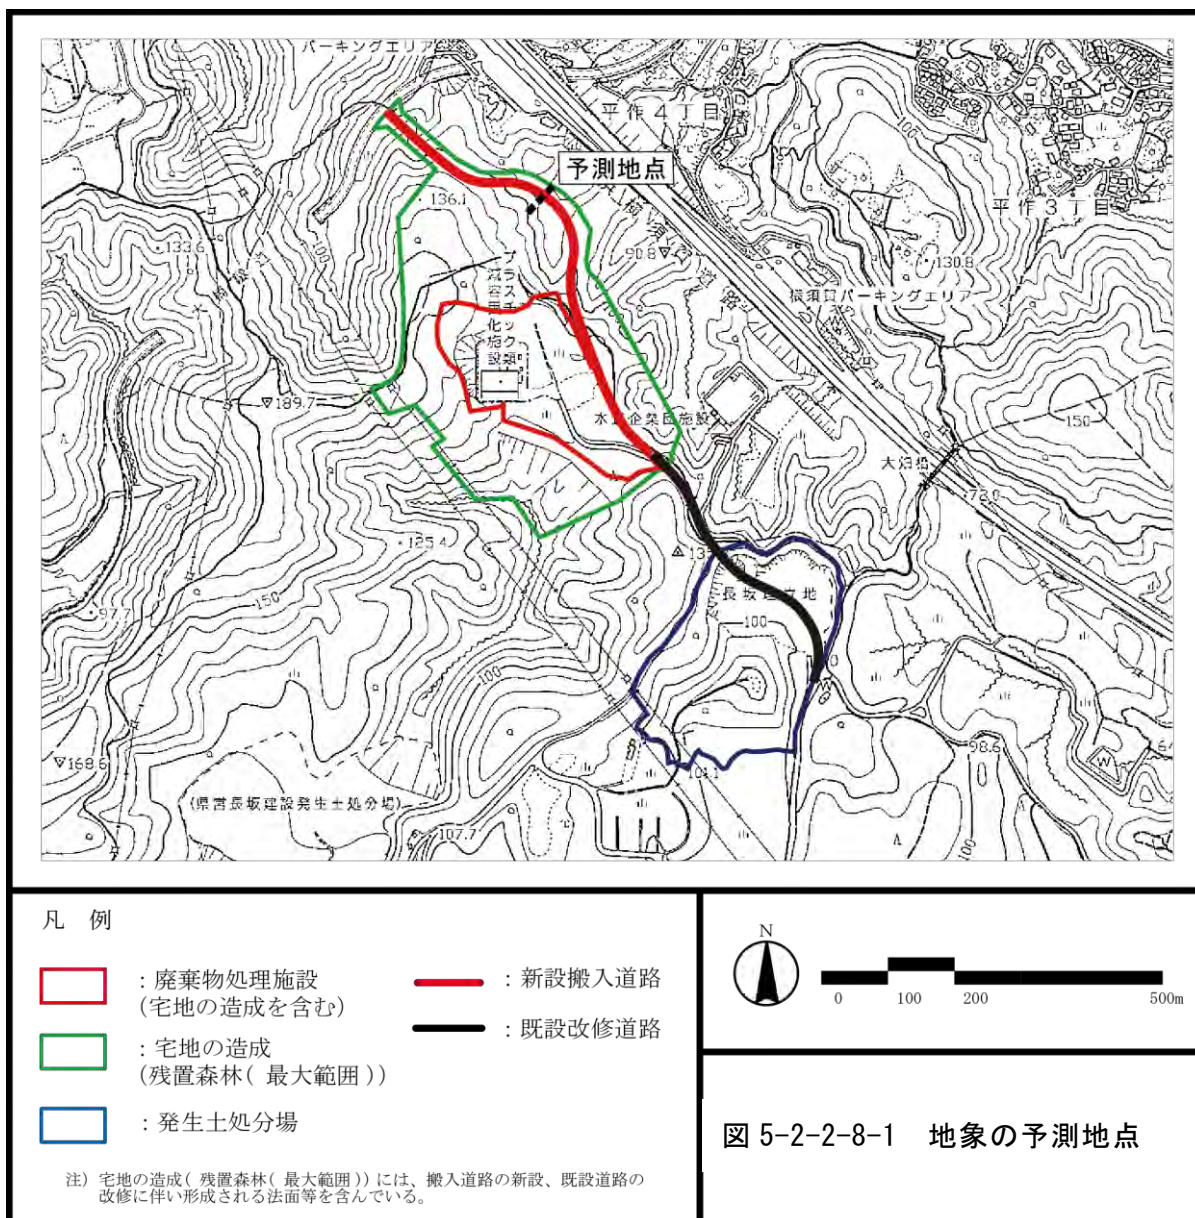 パーキングエリア
平作4丁目
予測地点
平作3丁目
136.1
133.6
100
100
90.8
130.8
横須賀パーキングエリア
プラスチック類
減容固化施設
189.7
150
水道企業団施設
大畑橋
72.0
125.4
13
長坂埋立地
97.7
150
100
100
168.6
101.1
98.6
(県営長坂建設発生土処分場)
107.7
100
凡 例
:廃棄物処理施設
(宅地の造成を含む)
:新設搬入道路
:既設改修道路
:宅地の造成
(残置森林(最大範囲))
:発生土処分場
注) 宅地の造成(残置森林(最大範囲))には、搬入道路の新設、既設道路の
改修に伴い形成される法面等を含んでいる。
N
0 100 200 500m
図 5-2-2-8-1 地象の予測地点